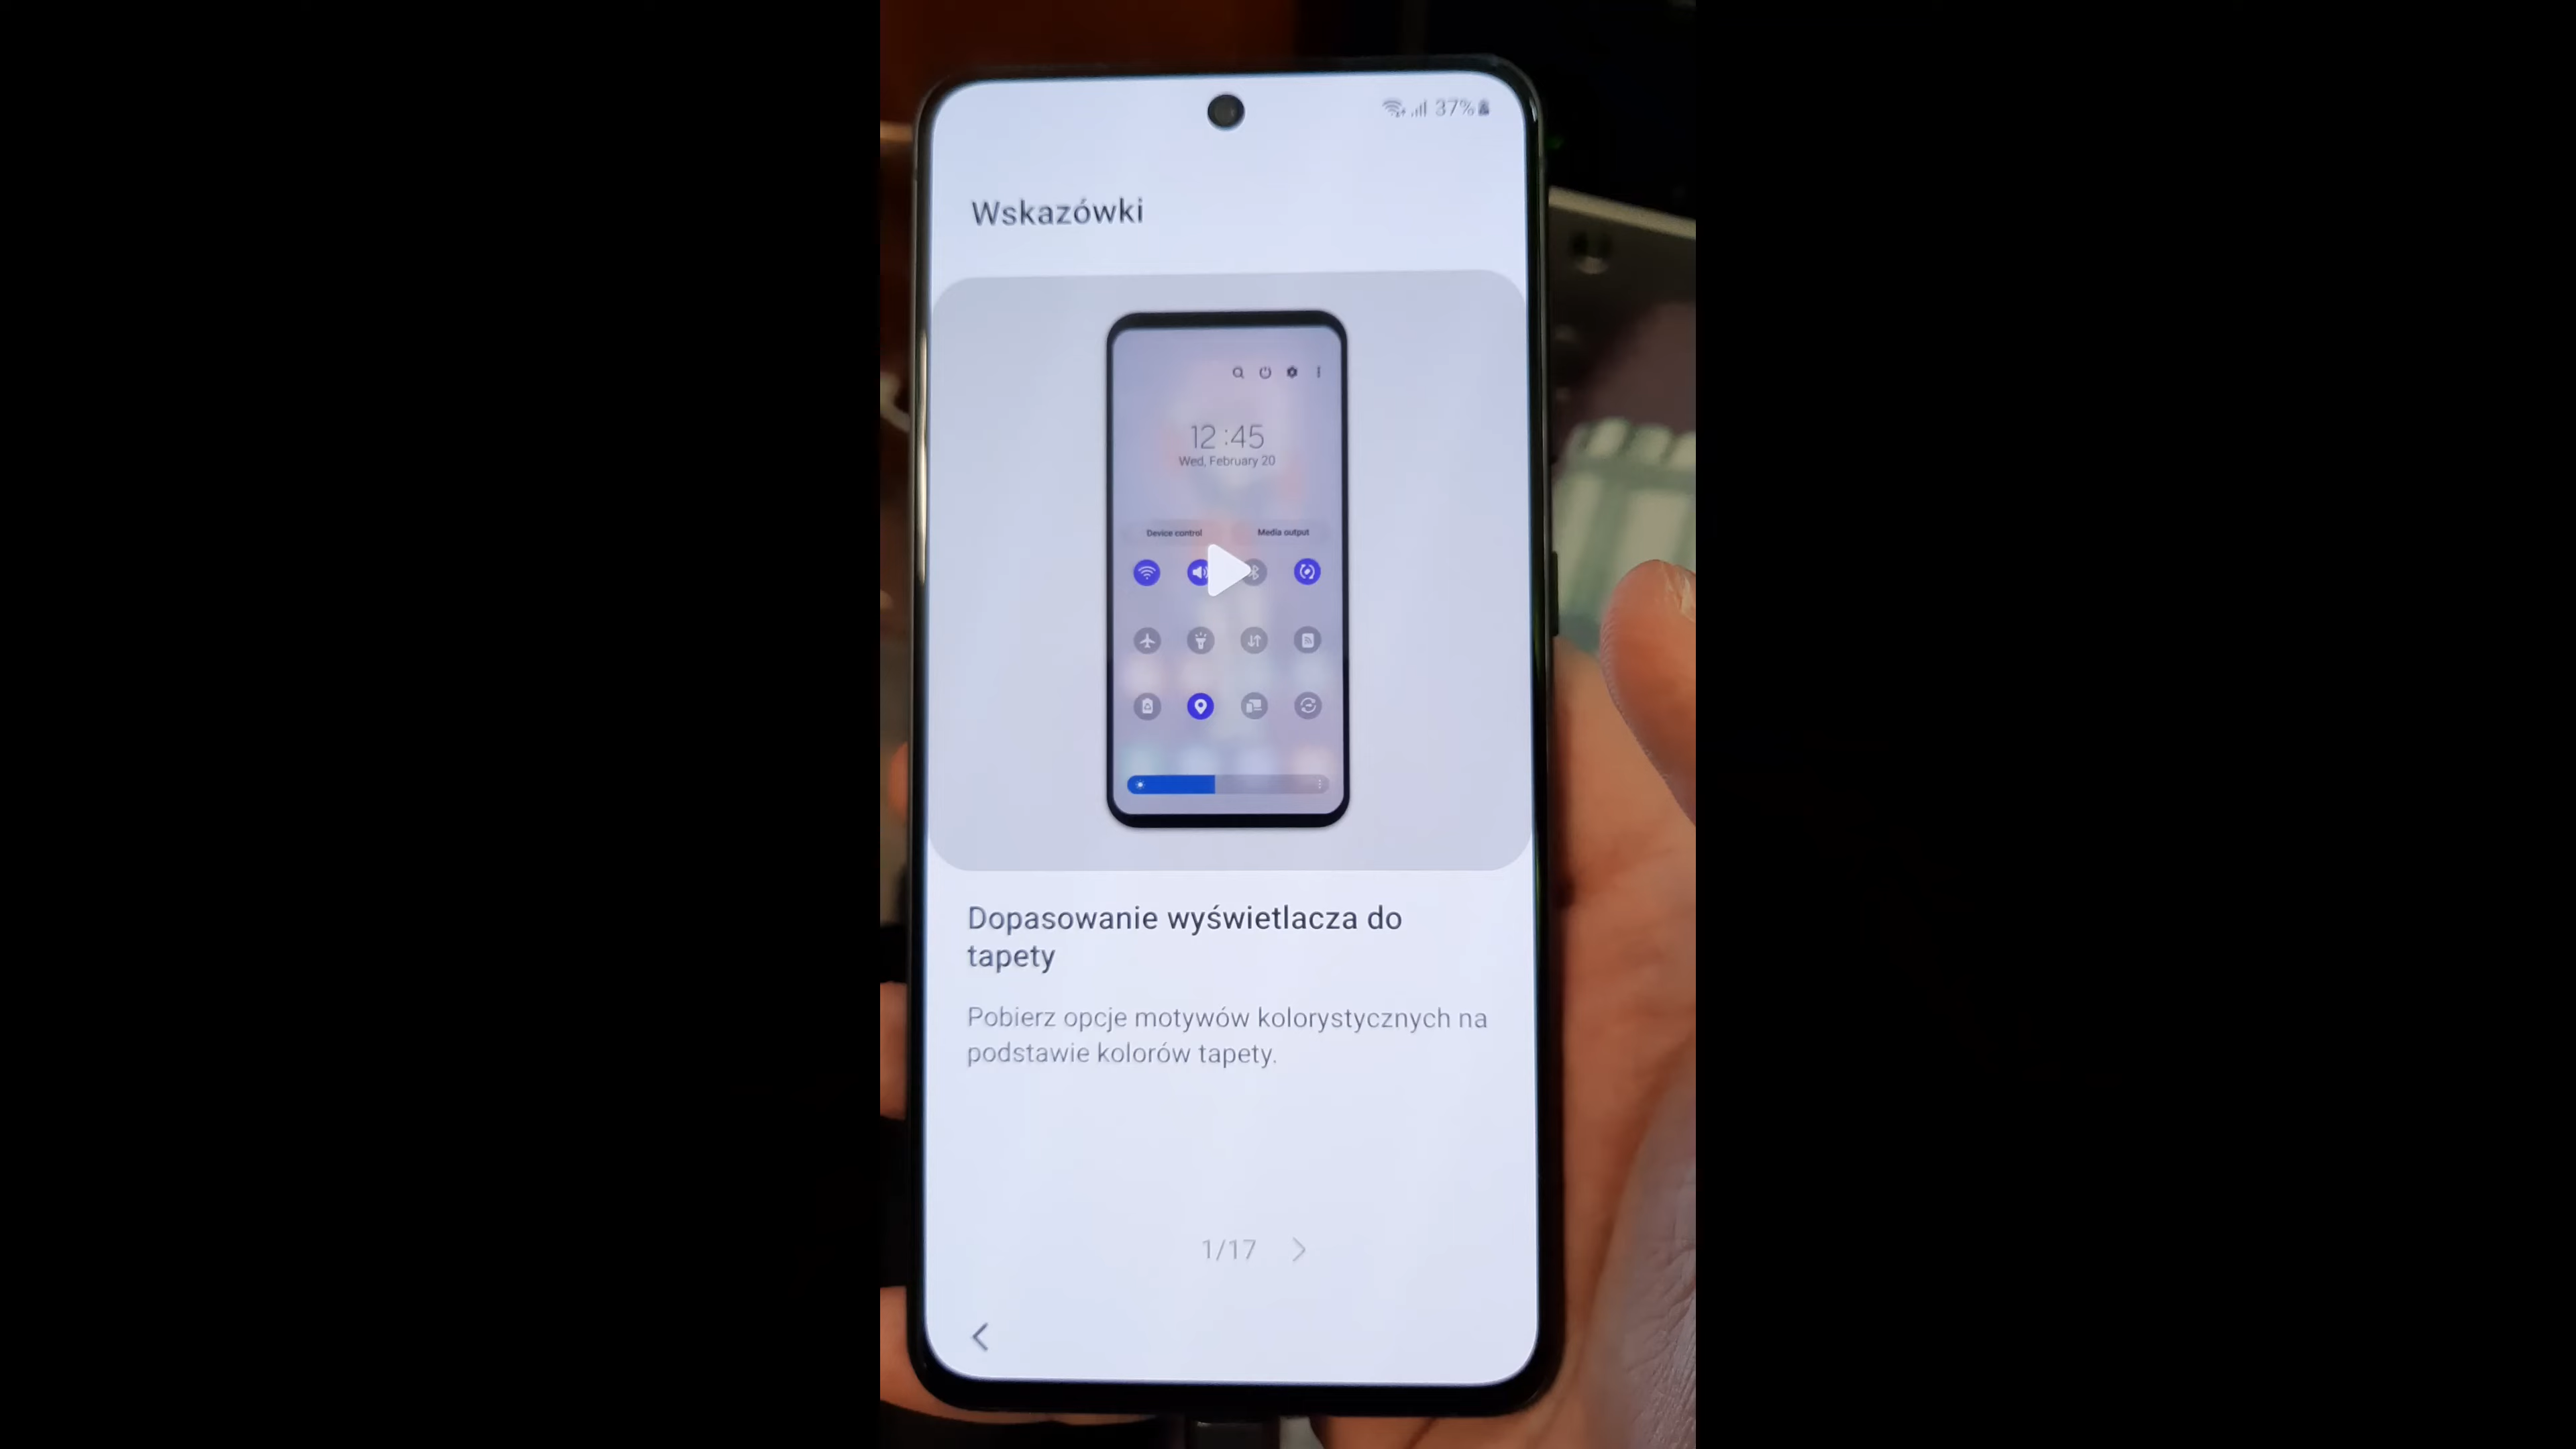 37%
Wskazówki
12:45
Wed, February 20
Device control Media output
Dopasowanie wyświetlacza do
tapety
Pobierz opcje motywów kolorystycznych na
podstawie kolorów tapety.
1/17